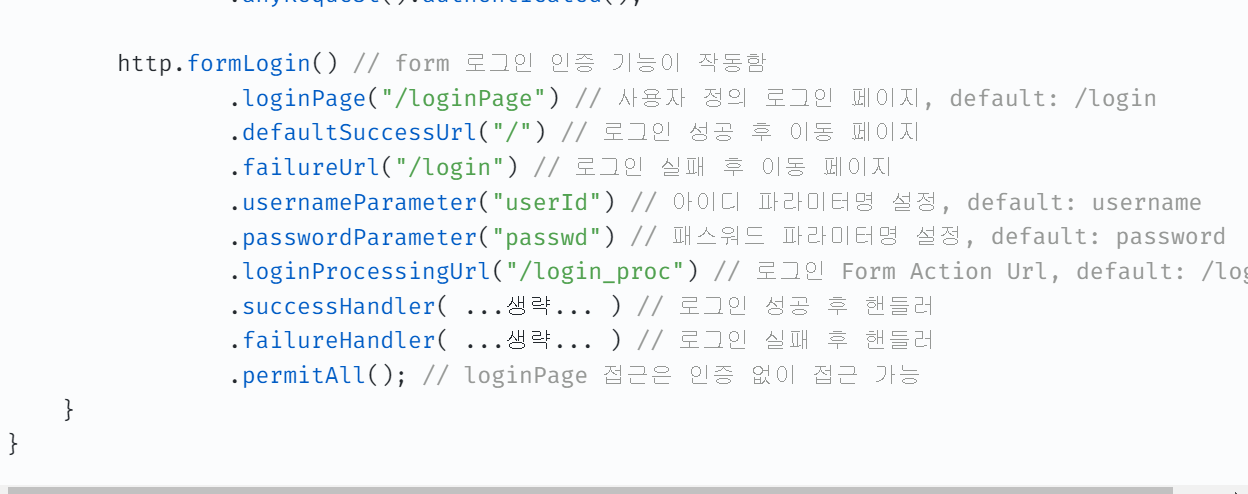 .anyRequest().authenticated();
http.formLogin() // form 로그인 인증 기능이 작동함
.loginPage("/loginPage") // 사용자 정의 로그인 페이지, default: /login
.defaultSuccessUrl("/") // 로그인 성공 후 이동 페이지
.failureUrl("/login") // 로그인 실패 후 이동 페이지
.usernameParameter("userId") // 아이디 파라미터명 설정, default: username
.passwordParameter("passwd") // 패스워드 파라미터명 설정, default: password
.loginProcessingUrl("/login_proc") // 로그인 Form Action Url, default:
.successHandler( ...생략... ) // 로그인 성공 후 핸들러
.failureHandler( ...생략... ) // 로그인 실패 후 핸들러
.permitAll(); // loginPage 접근은 인증 없이 접근 가능
}
}